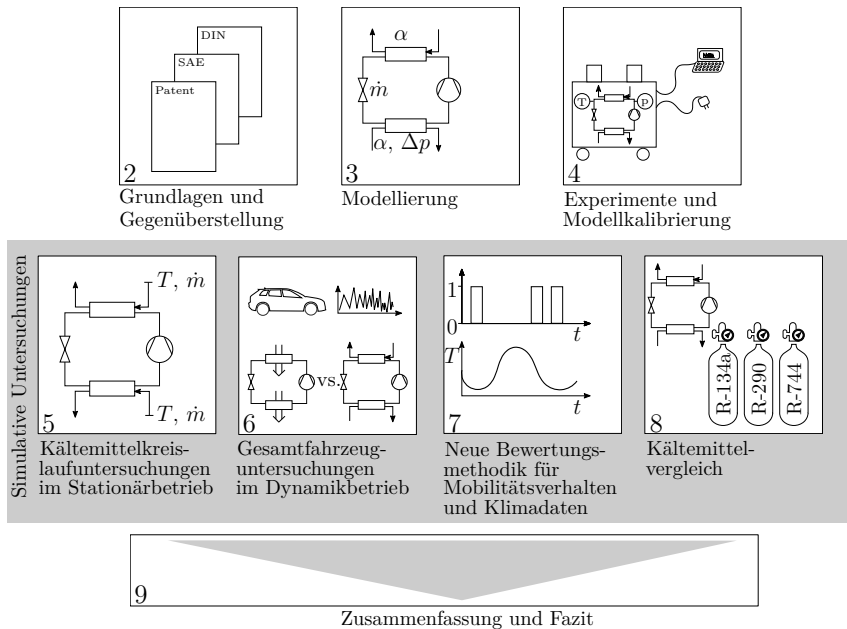 DIN
SAE
Patent
2
Grundlagen und
Gegenüberstellung
α
ṁ
α, Δp
3
Modellierung
T
P
4
Experimente und
Modellkalibrierung
Simulative Untersuchungen
T, ṁ
T, ṁ
5
Kältemittelkreis-
laufuntersuchungen
im Stationärbetrieb
vs.
6
Gesamtfahrzeug-
untersuchungen
im Dynamikbetrieb
1
0
t
T
t
7
Neue Bewertungs-
methodik für
Mobilitätsverhalten
und Klimadaten
R-134a
R-290
R-744
8
Kältemittel-
vergleich
9
Zusammenfassung und Fazit